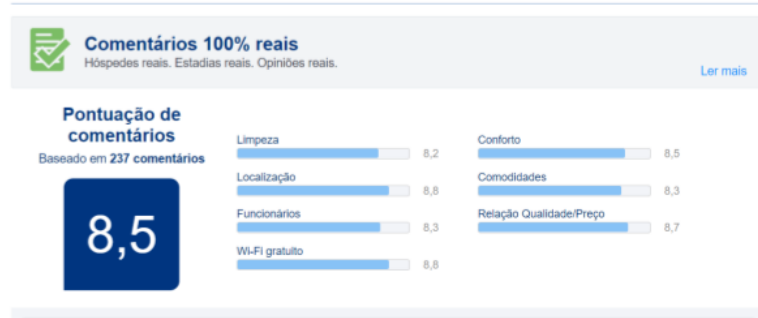 Comentários 100% reais
Hóspedes reais. Estadias reais. Opiniões reais.
Ler mais
Pontuação de
comentários
Baseado em 237 comentários
8,5
Limpeza
8,2
Localização
8,8
Funcionários
8,3
Wi-Fi gratuito
8,8
Conforto
8,5
Comodidades
8,3
Relação Qualidade/Preço
8,7